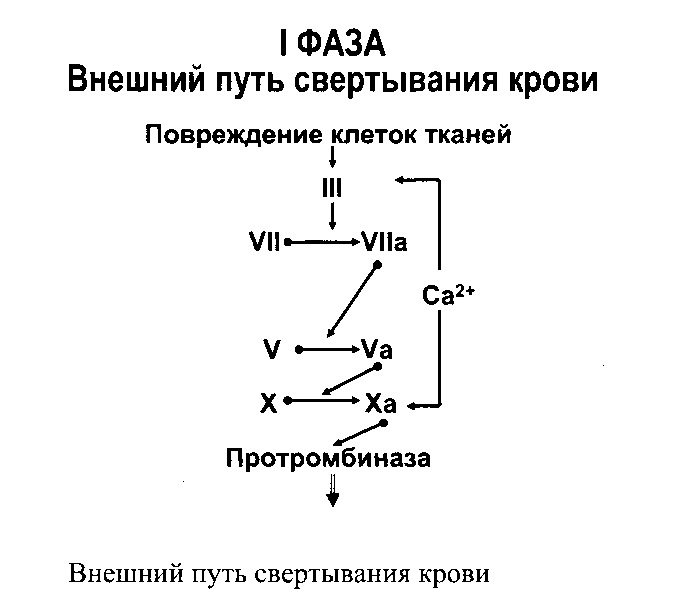 I ФАЗА
Внешний путь свертывания крови
Повреждение клеток тканей
III
VII VIIa
Ca²⁺
V Va
X Xa
Протромбиназа
Внешний путь свертывания крови